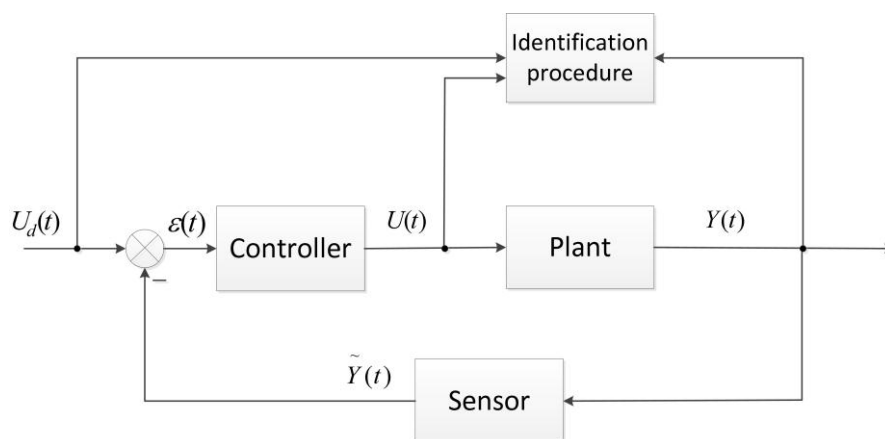 Identification
procedure
U_d(t)
ε(t)
Controller
U(t)
Plant
Y(t)
−
Ỹ(t)
Sensor